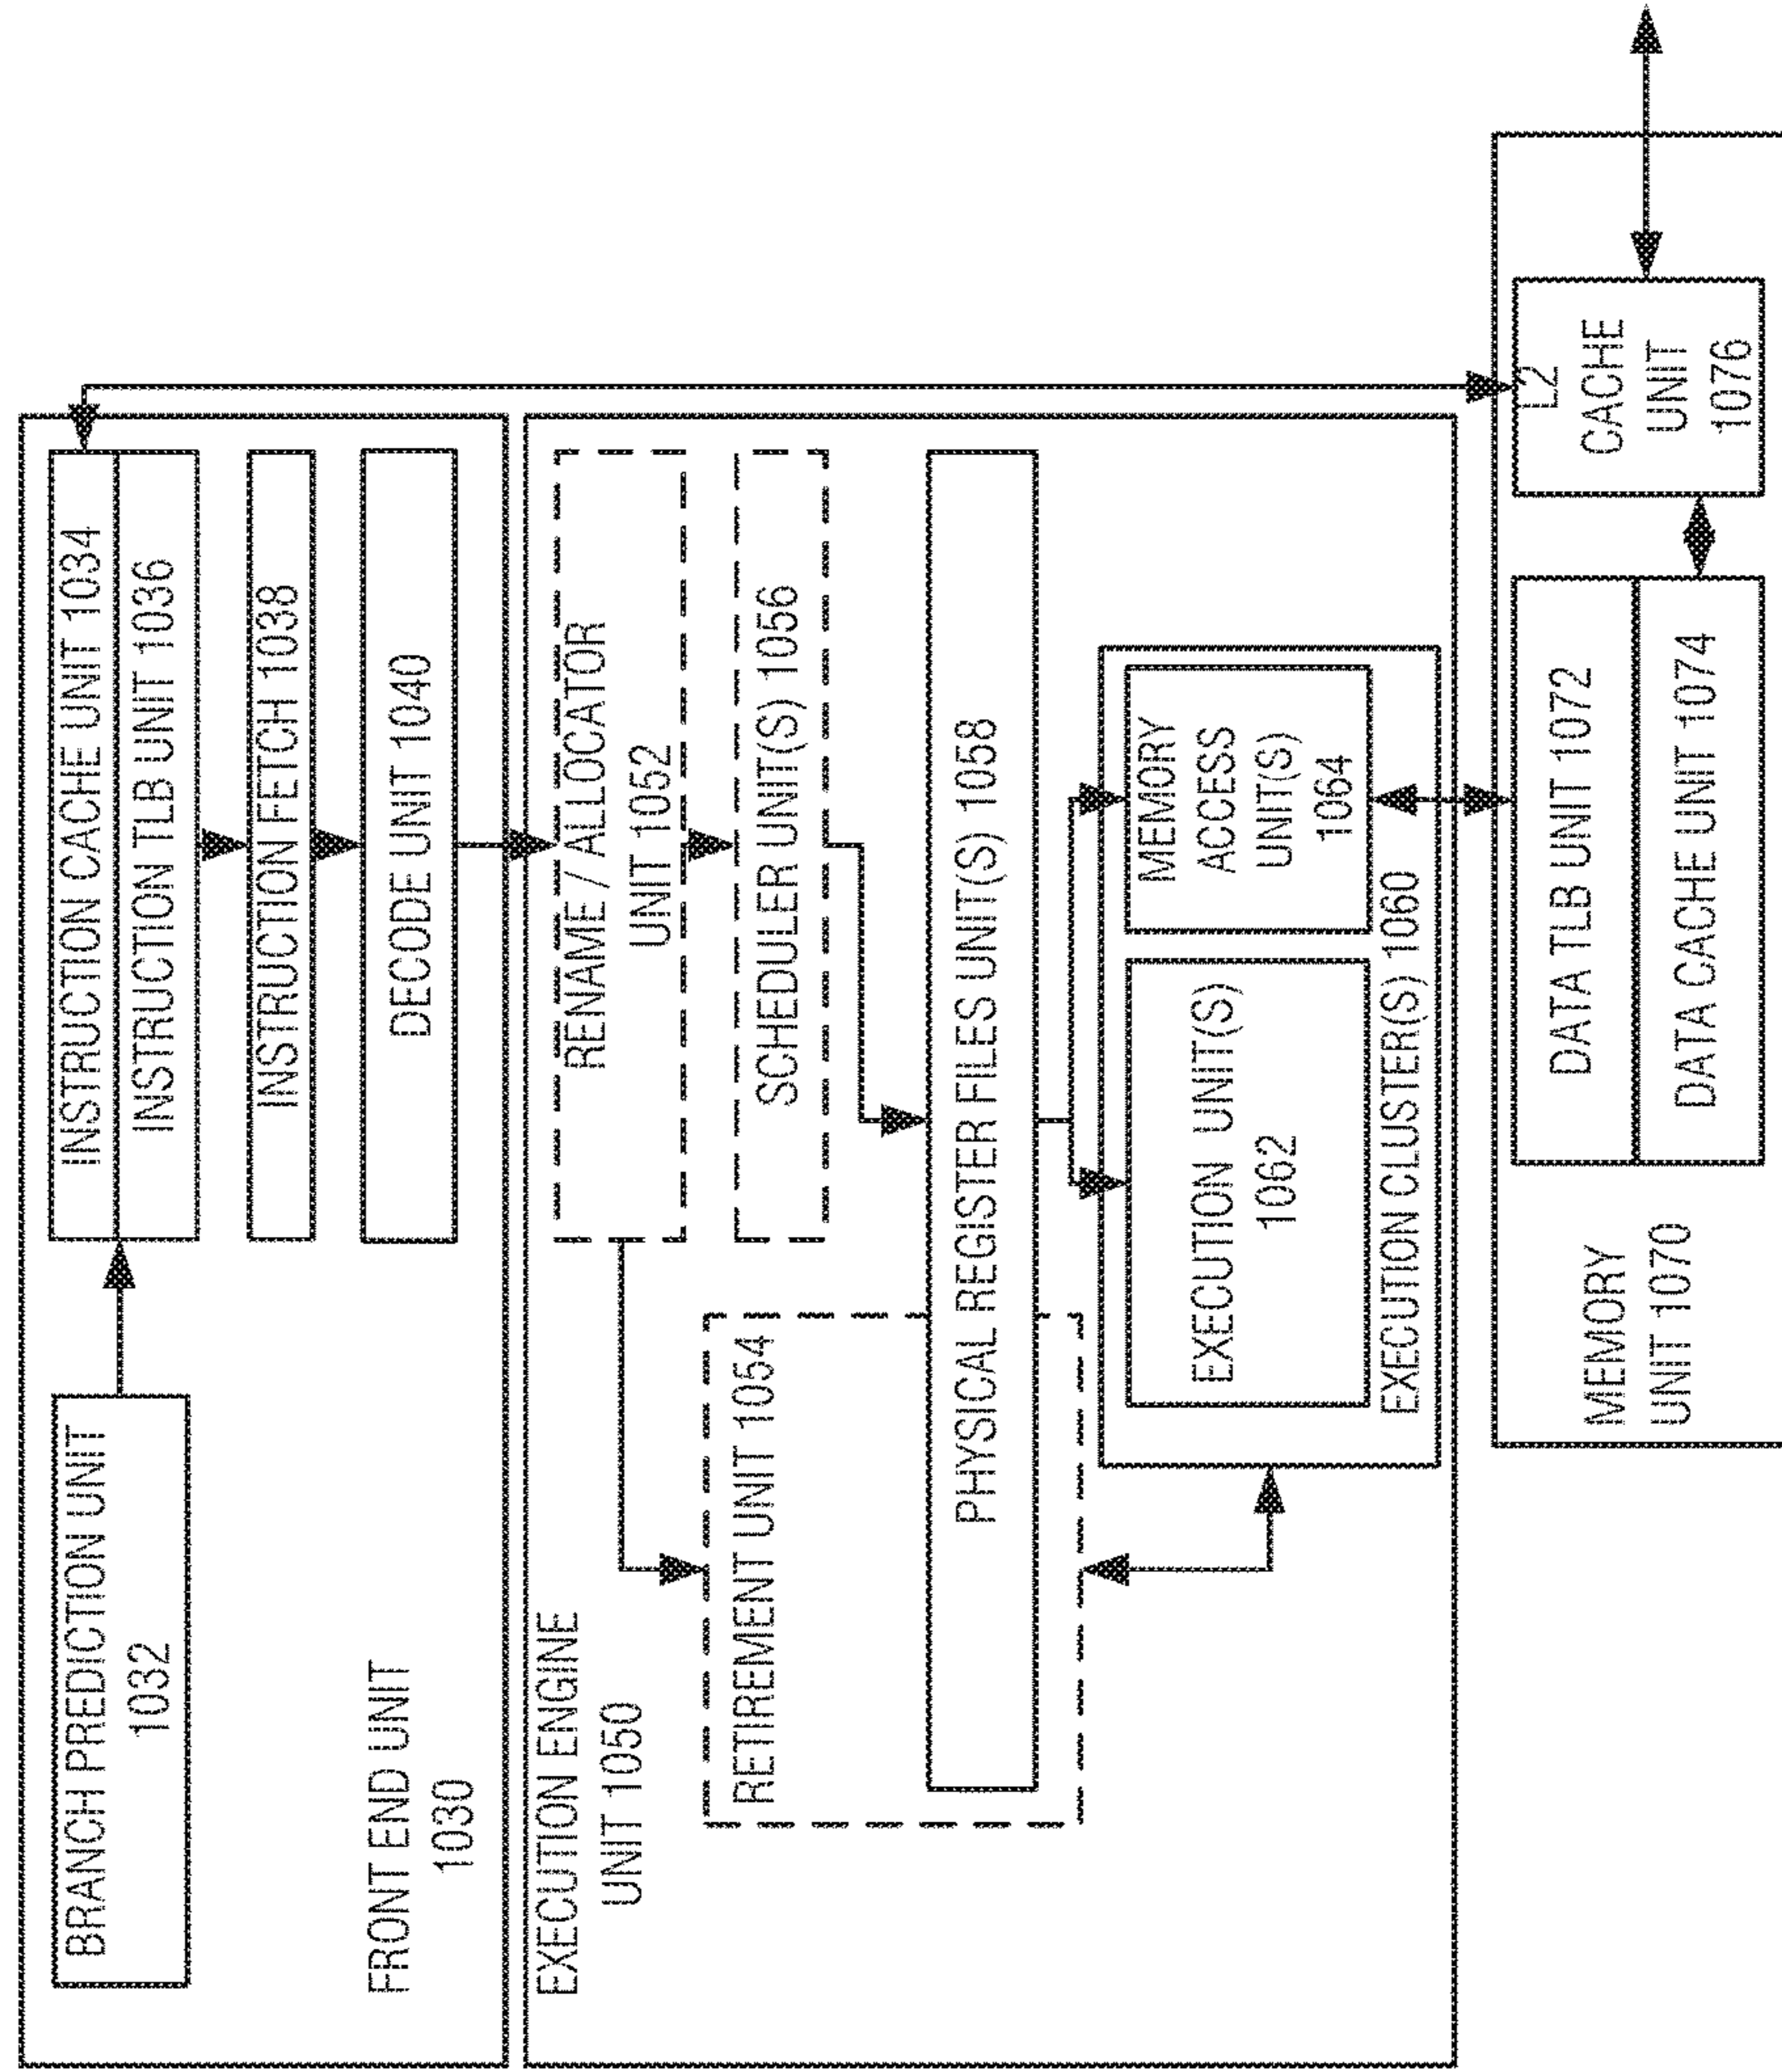 BRANCH PREDICTION UNIT
1032
INSTRUCTION CACHE UNIT 1034
INSTRUCTION TLB UNIT 1036
INSTRUCTION FETCH 1038
DECODE UNIT 1040
FRONT END UNIT
1030
EXECUTION ENGINE
UNIT 1050
RENAME / ALLOCATOR
UNIT 1052
RETIREMENT UNIT 1054
SCHEDULER UNIT(S) 1056
PHYSICAL REGISTER FILES UNIT(S) 1058
EXECUTION UNIT(S)
1062
MEMORY
ACCESS
UNIT(S)
1064
EXECUTION CLUSTER(S) 1060
MEMORY
UNIT 1070
DATA TLB UNIT 1072
DATA CACHE UNIT 1074
L2
CACHE
UNIT
1076